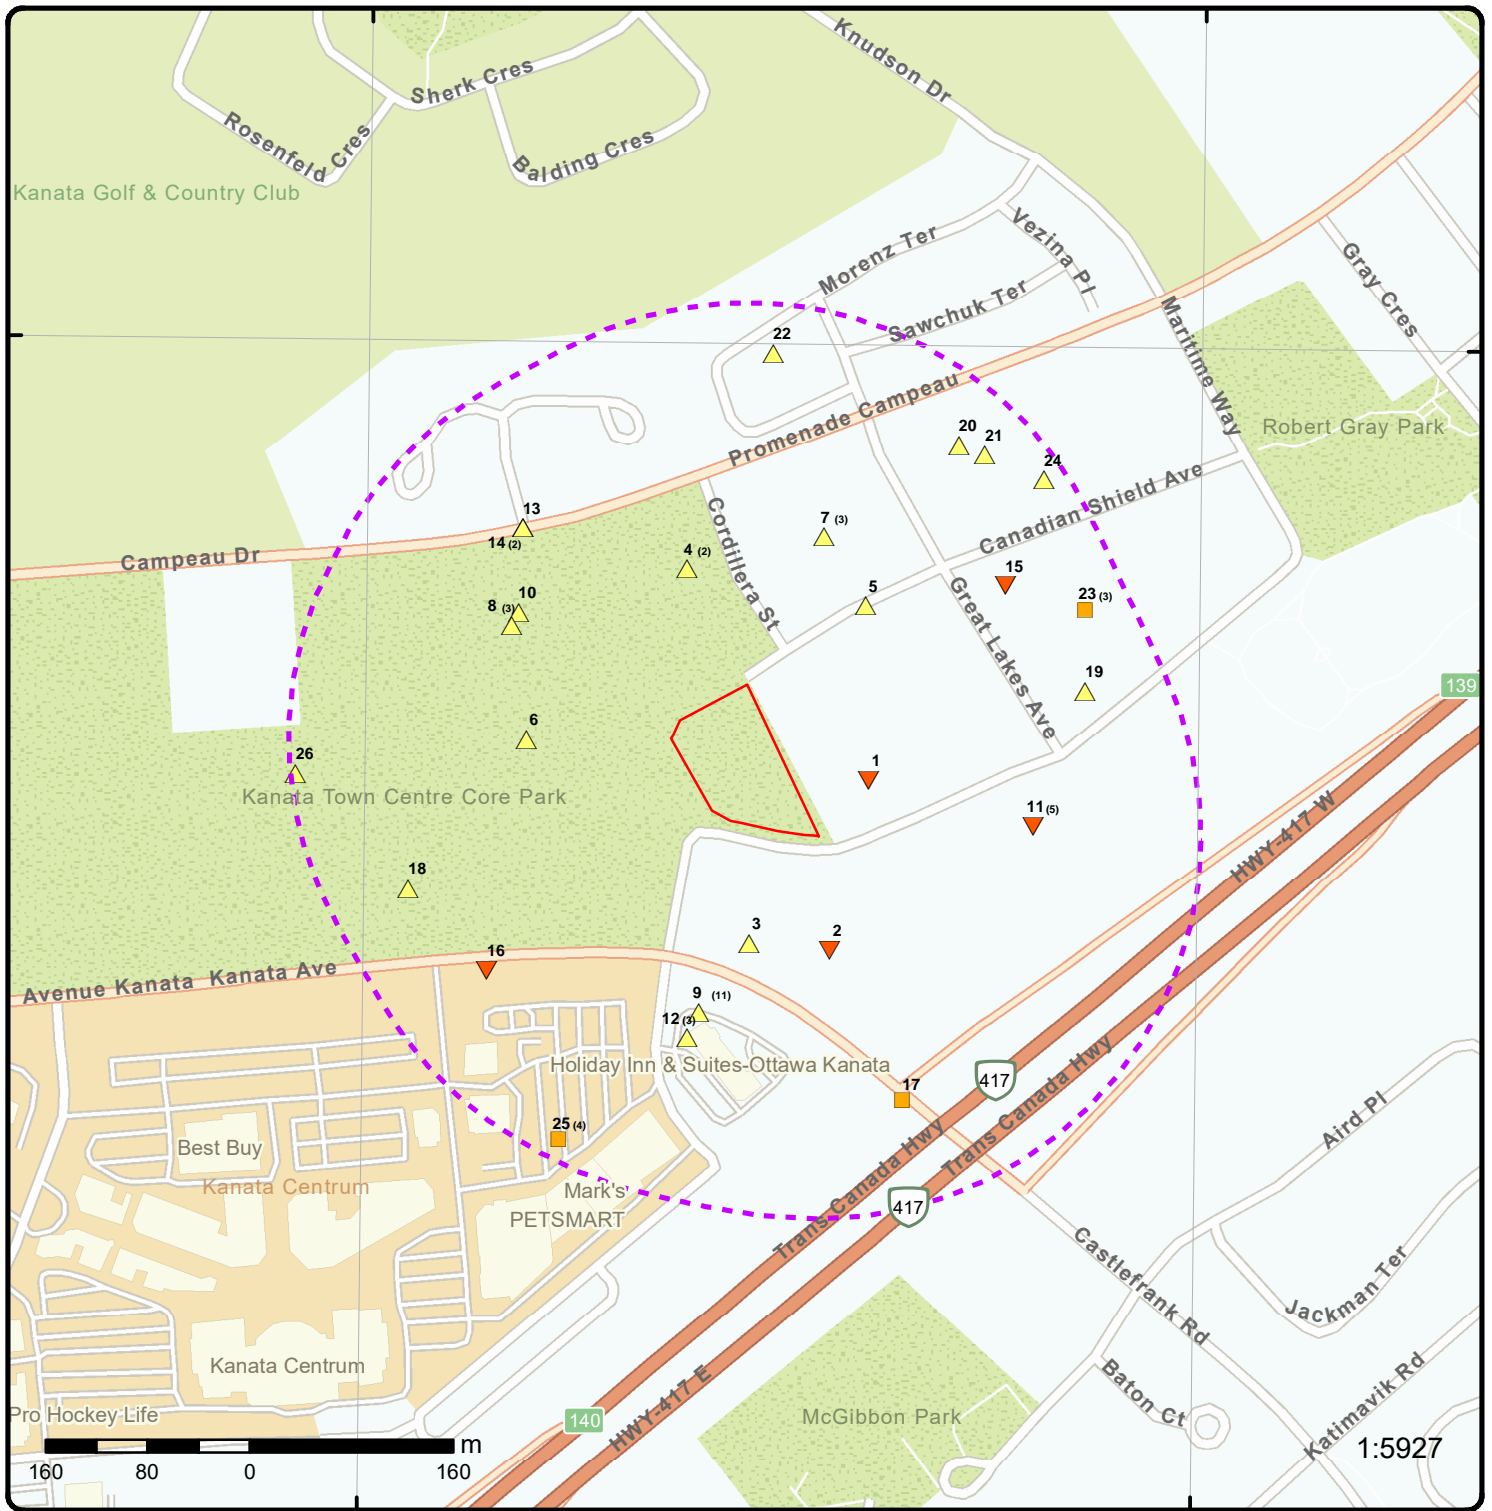 Knudson Dr
Sherk Cres
Rosenfeld Cres
Balding Cres
Kanata Golf & Country Club
Vezina Pl
Morenz Ter
Gray Cres
Sawchuk Ter
Maritime Way
22
Promenade Campeau
Robert Gray Park
20
21
24
Canadian Shield Ave
13
14 (2)
Cordillera St
7 (3)
Campeau Dr
4 (2)
15
8 (3)
10
5
Great Lakes Ave
23 (3)
19
139
6
26
1
Kanata Town Centre Core Park
11 (5)
HWY-417 W
18
3
2
16
Avenue Kanata Kanata Ave
9 (11)
12 (3)
Holiday Inn & Suites-Ottawa Kanata
417
17
Trans Canada Hwy
Aird Pl
25 (4)
Best Buy
Kanata Centrum
Mark's
PETSMART
Trans Canada Hwy
417
Castlefrank Rd
Jackman Ter
Kanata Centrum
HWY-417 E
Baton Ct
Katimavik Rd
Pro Hockey Life
140
McGibbon Park
m
1:5927
160 80 0 160